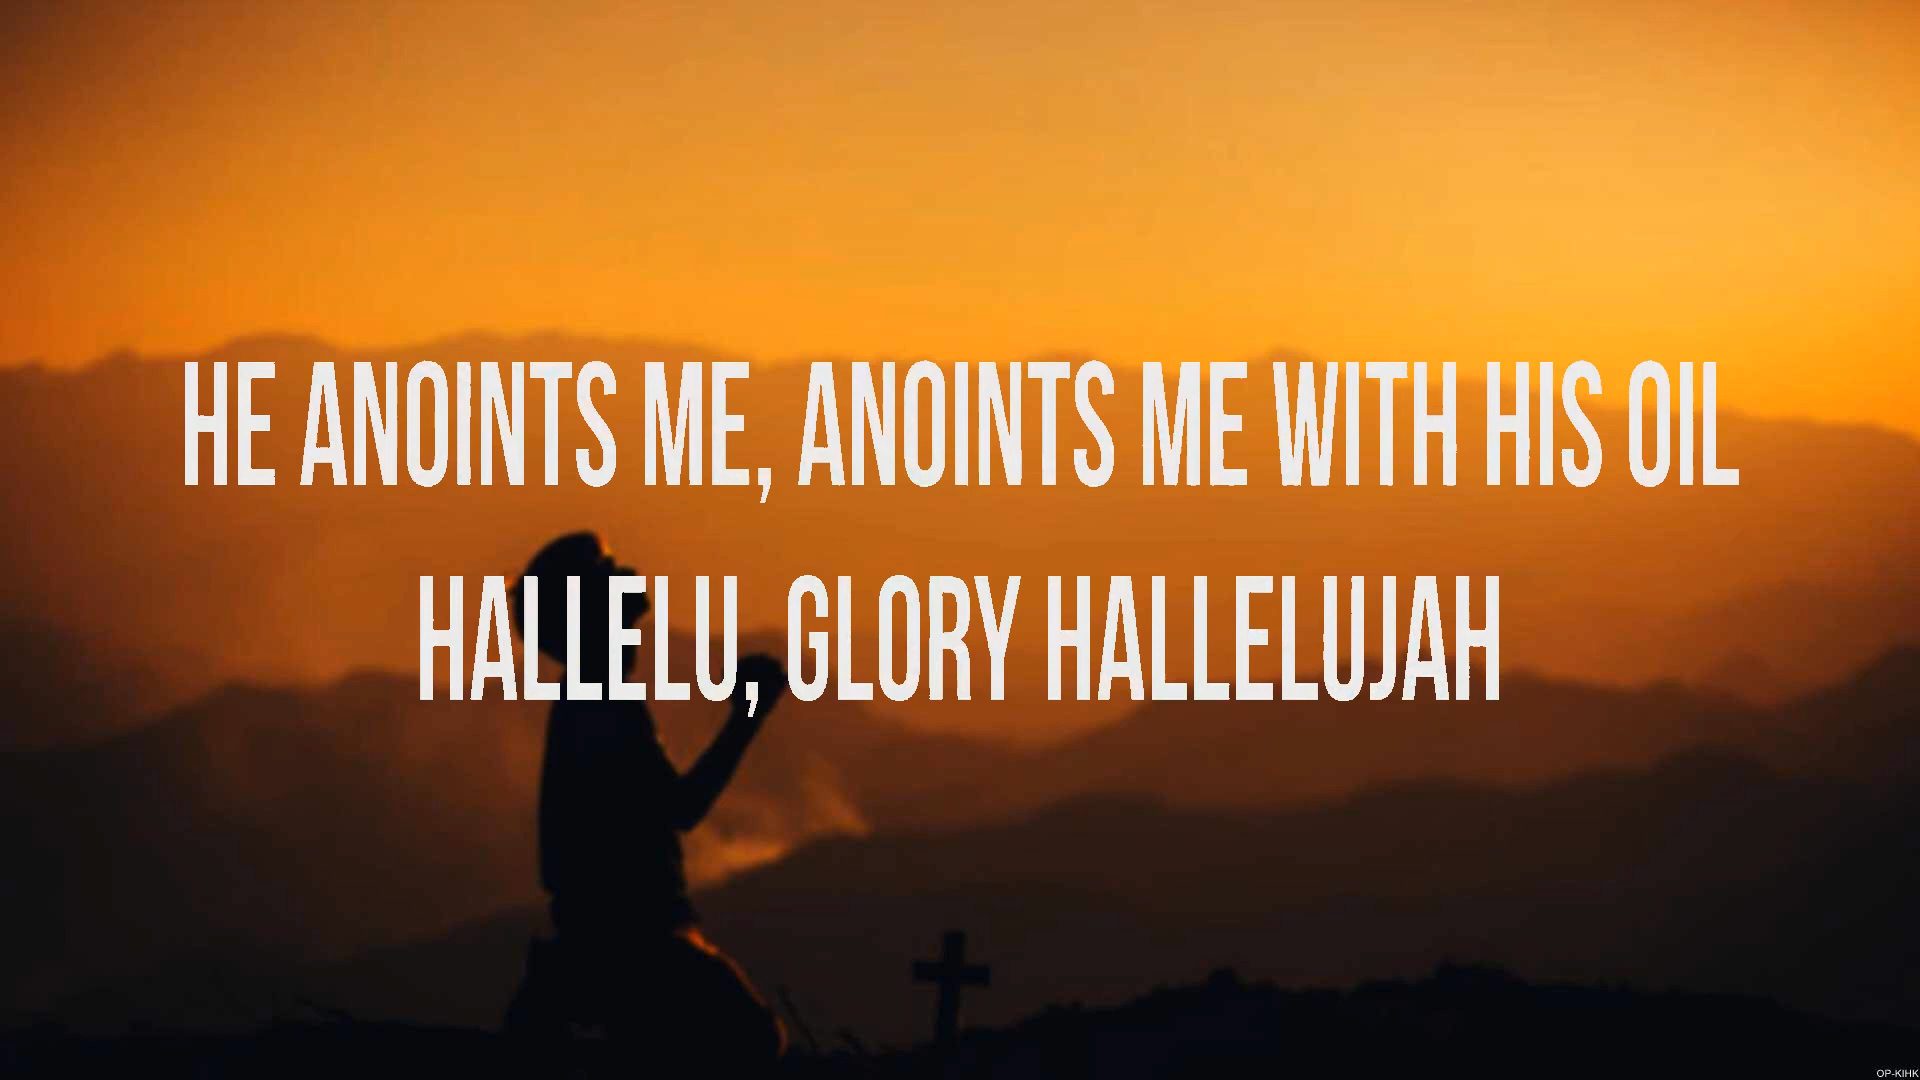 HE ANOINTS ME, ANOINTS ME WITH HIS OIL
HALLELU, GLORY HALLELUJAH
OP-KIHK